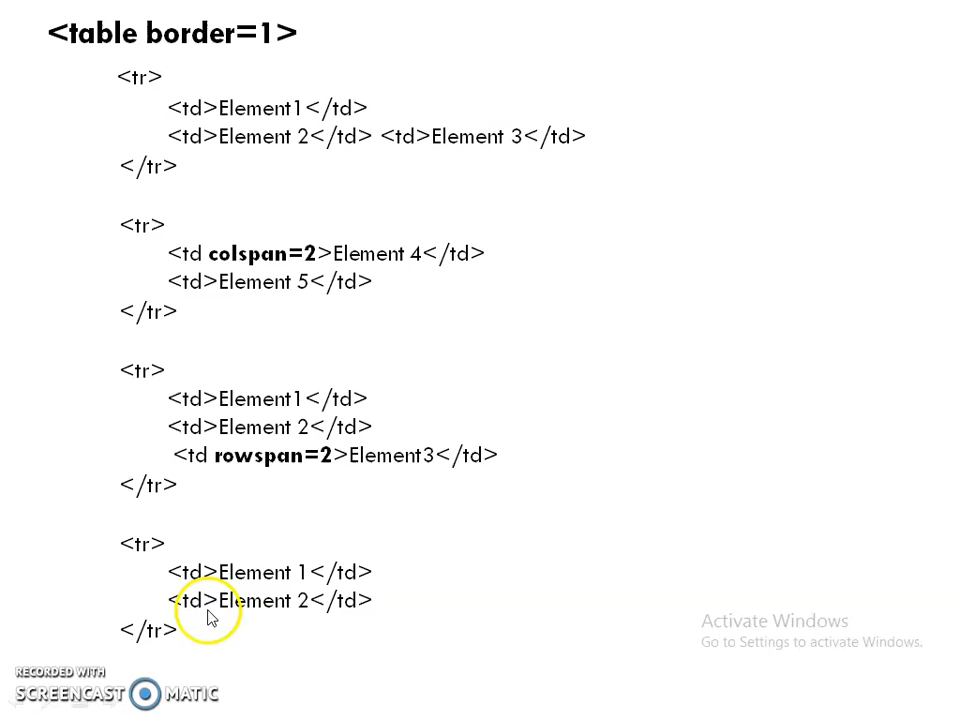 <table border=1>
<tr>
<td>Element1</td>
<td>Element 2</td> <td>Element 3</td>
</tr>
<tr>
<td colspan=2>Element 4</td>
<td>Element 5</td>
</tr>
<tr>
<td>Element1</td>
<td>Element 2</td>
<td rowspan=2>Element3</td>
</tr>
<tr>
<td>Element 1</td>
<td>Element 2</td>
</tr>
Activate Windows
Go to Settings to activate Windows.
RECORDED WITH
SCREENCAST MATIC